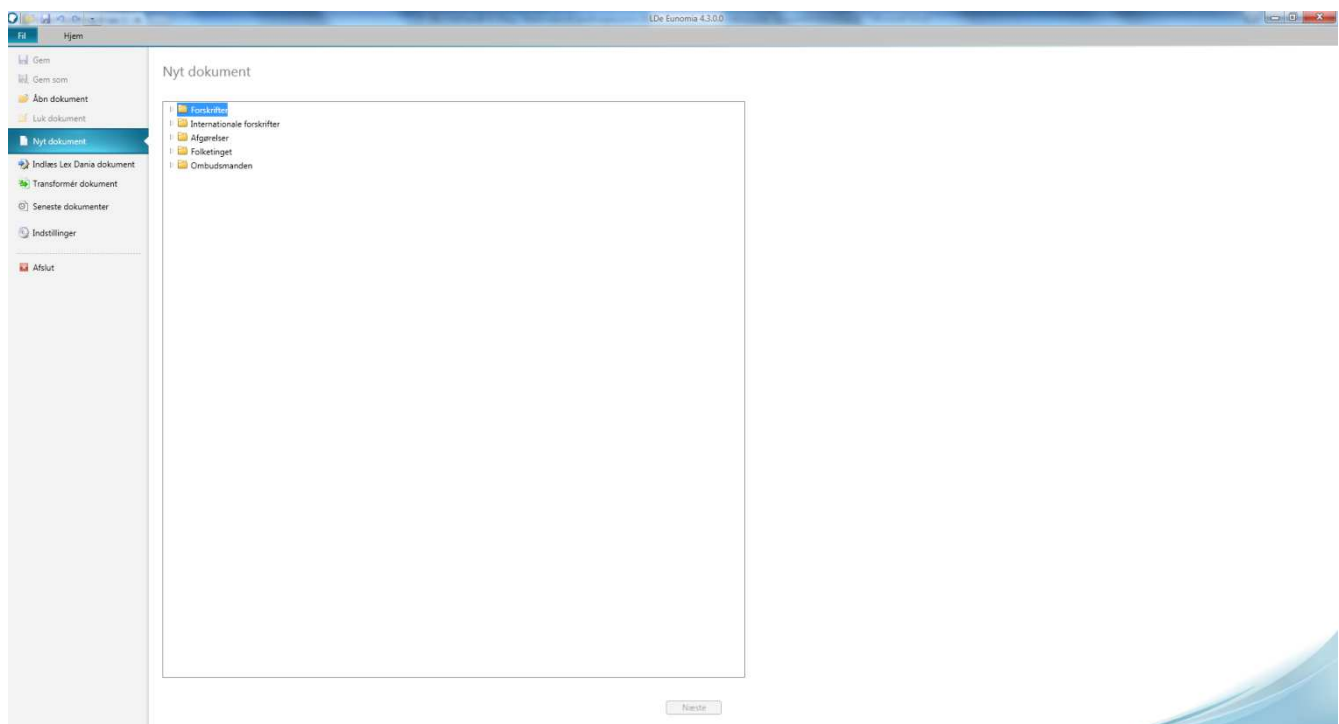 LDe Eunomia 4.3.0.0
Fil Hjem
Gem
Gem som
Åbn dokument
Luk dokument
Nyt dokument
Indlæs Lex Dania dokument
Transformér dokument
Seneste dokumenter
Indstillinger
Afslut
Nyt dokument
Forskrifter
Internationale forskrifter
Afgørelser
Folketinget
Ombudsmanden
Næste